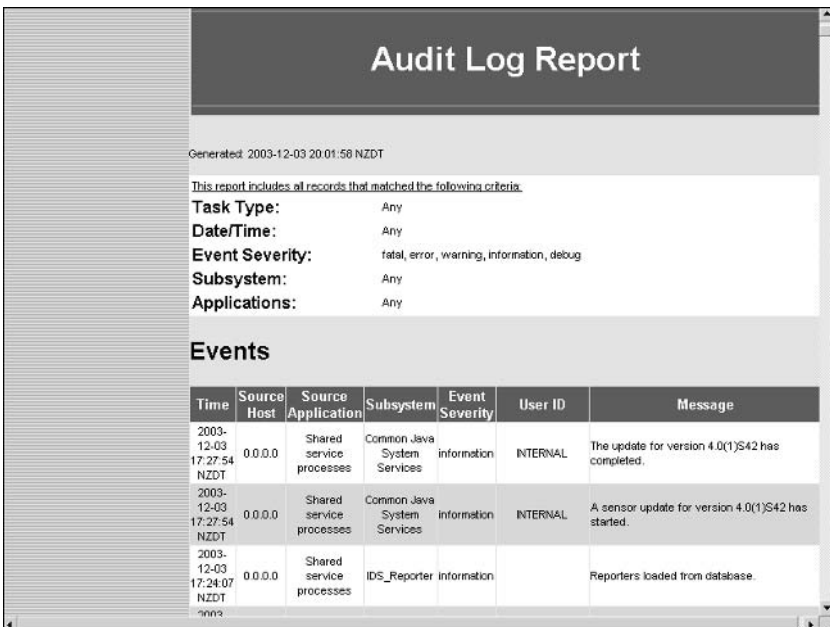 Audit Log Report
Generated: 2003-12-03 20:01:58 NZDT
This report includes all records that matched the following criteria:
Task Type: Any
Date/Time: Any
Event Severity: fatal, error, warning, information, debug
Subsystem: Any
Applications: Any
Events
Time Source Host Source Application Subsystem Event Severity User ID Message
2003-12-03 17:27:54 NZDT 0.0.0.0 Shared service processes Common Java System Services information INTERNAL The update for version 4.0(1)S42 has completed.
2003-12-03 17:27:54 NZDT 0.0.0.0 Shared service processes Common Java System Services information INTERNAL A sensor update for version 4.0(1)S42 has started.
2003-12-03 17:24:07 NZDT 0.0.0.0 Shared service processes IDS_Reporter information Reporters loaded from database.
2003